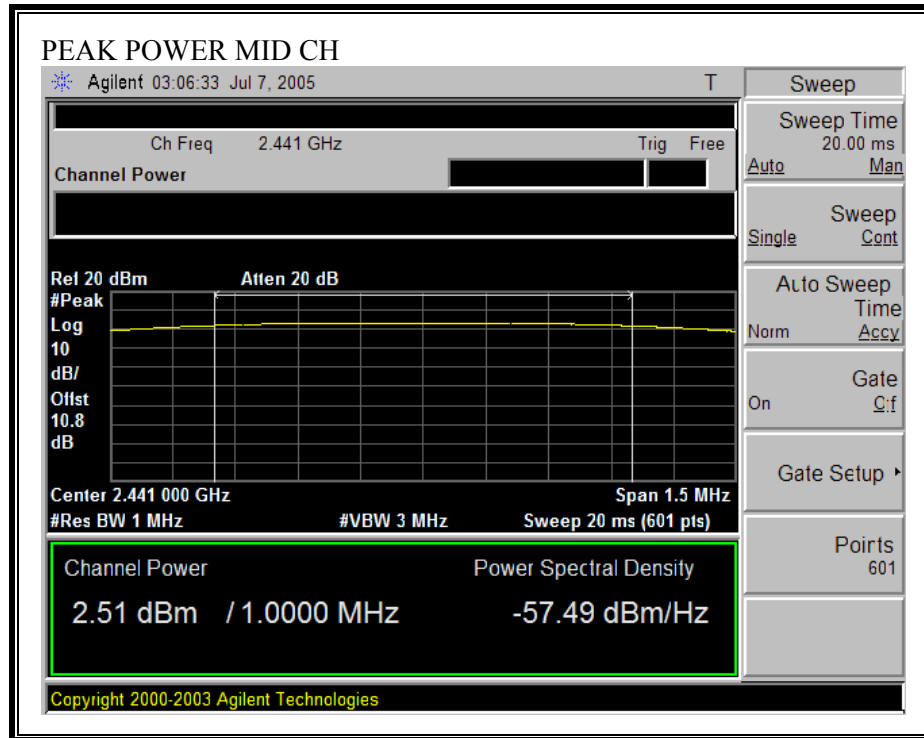 PEAK POWER MID CH
Agilent 03:06:33 Jul 7, 2005 T
Sweep
Ch Freq 2.441 GHz Trig Free
Channel Power
Sweep Time
20.00 ms
Auto Man
Sweep
Single Cont
Auto Sweep
Time
Norm Accy
Gate
On Off
Gate Setup
Points
601
Ref 20 dBm Atten 20 dB
#Peak
Log
10
dB/
Offst
10.8
dB
Center 2.441 000 GHz Span 1.5 MHz
#Res BW 1 MHz #VBW 3 MHz Sweep 20 ms (601 pts)
Channel Power Power Spectral Density
2.51 dBm / 1.0000 MHz -57.49 dBm/Hz
Copyright 2000-2003 Agilent Technologies